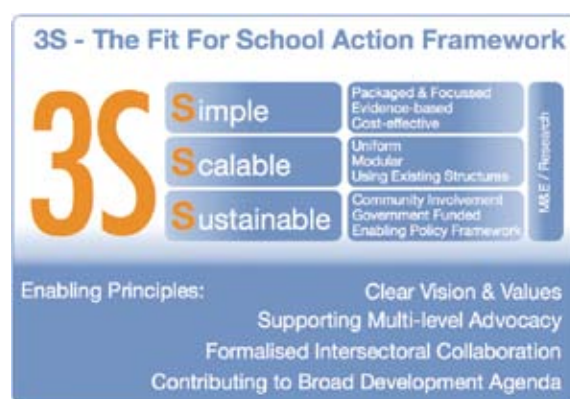 3S - The Fit For School Action Framework
3S
Simple
Packaged & Focussed
Evidence-based
Cost-effective
Scalable
Uniform
Modular
Using Existing Structures
Sustainable
Community Involvement
Government Funded
Enabling Policy Framework
M&E / Research
Enabling Principles:
Clear Vision & Values
Supporting Multi-level Advocacy
Formalised Intersectoral Collaboration
Contributing to Broad Development Agenda